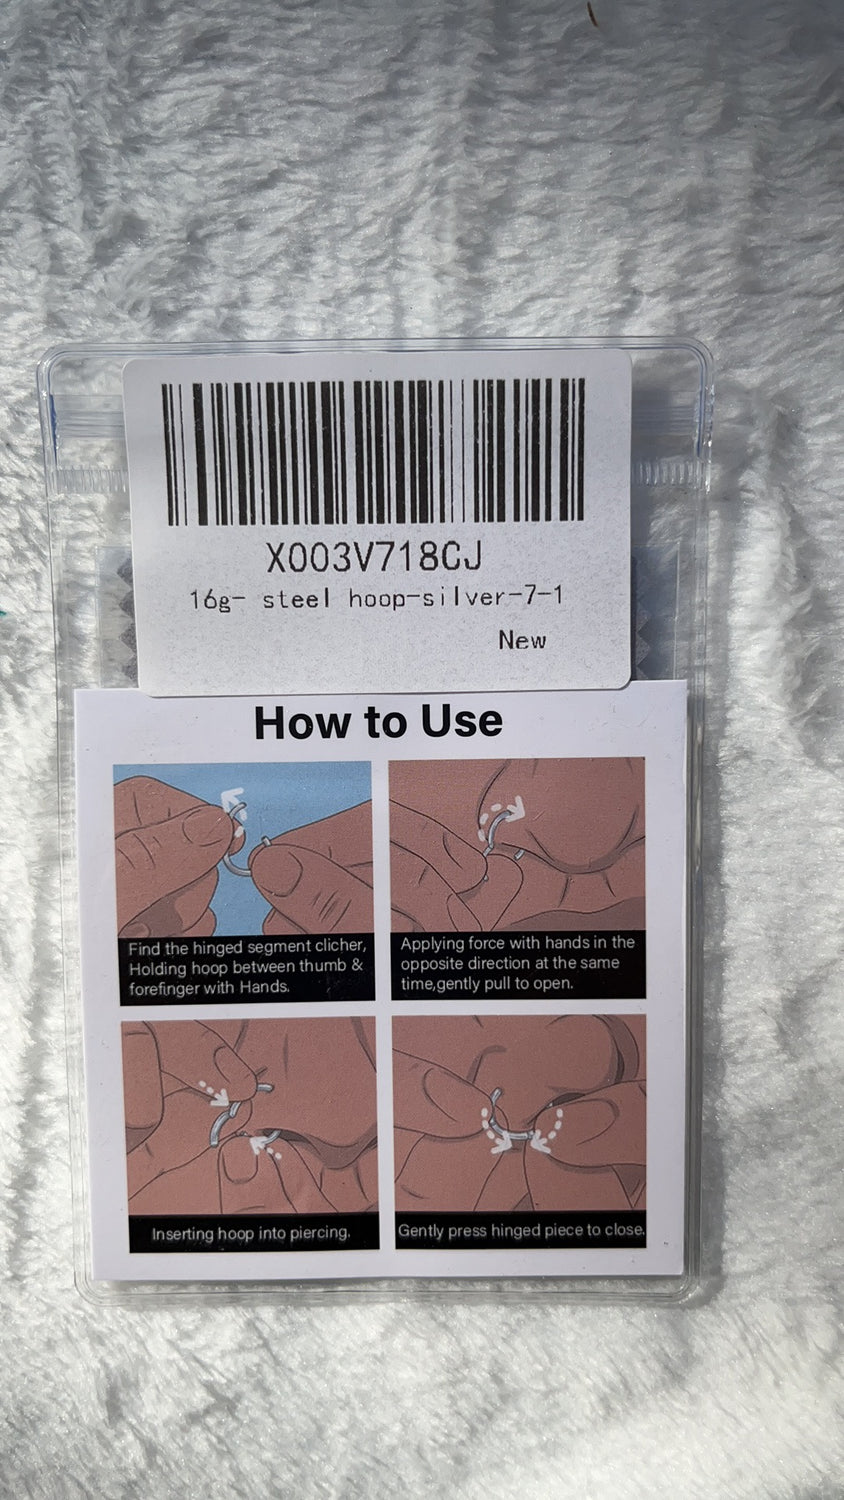 X003V718CJ
16g- steel hoop-silver-7-1
New
How to Use
Find the hinged segment clicher,
Holding hoop between thumb &
forefinger with Hands.
Applying force with hands in the
opposite direction at the same
time,gently pull to open.
Inserting hoop into piercing.
Gently press hinged piece to close.